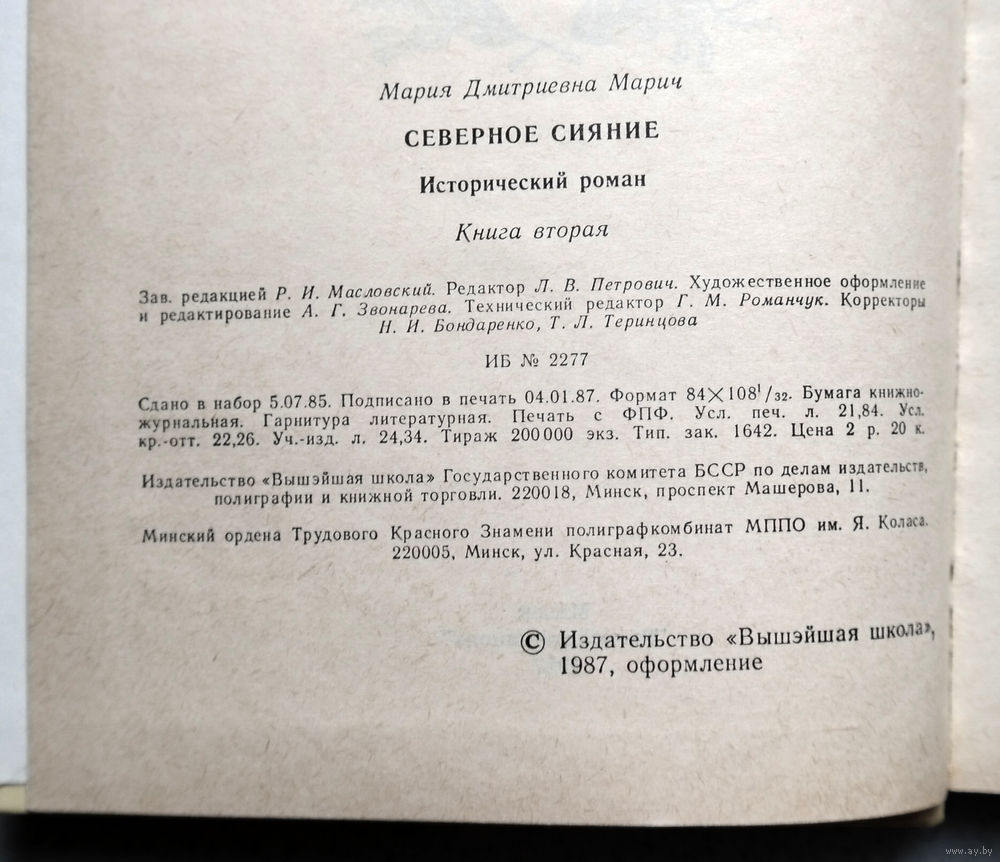 Мария Дмитриевна Марич
СЕВЕРНОЕ СИЯНИЕ
Исторический роман
Книга вторая
Зав. редакцией Р. И. Масловский. Редактор Л. В. Петрович. Художественное оформление
и редактирование А. Г. Звонарева. Технический редактор Г. М. Романчук. Корректоры
Н. И. Бондаренко, Т. Л. Теринцова
ИБ № 2277
Сдано в набор 5.07.85. Подписано в печать 04.01.87. Формат 84×108¹/₃₂. Бумага книжно-
журнальная. Гарнитура литературная. Печать с ФПФ. Усл. печ. л. 21,84. Усл.
кр.-отт. 22,26. Уч.-изд. л. 24,34. Тираж 200 000 экз. Тип. зак. 1642. Цена 2 р. 20 к.
Издательство «Вышэйшая школа» Государственного комитета БССР по делам издательств,
полиграфии и книжной торговли. 220018, Минск, проспект Машерова, 11.
Минский ордена Трудового Красного Знамени полиграфкомбинат МППО им. Я. Коласа.
220005, Минск, ул. Красная, 23.
© Издательство «Вышэйшая школа»,
1987, оформление
www.ay.by